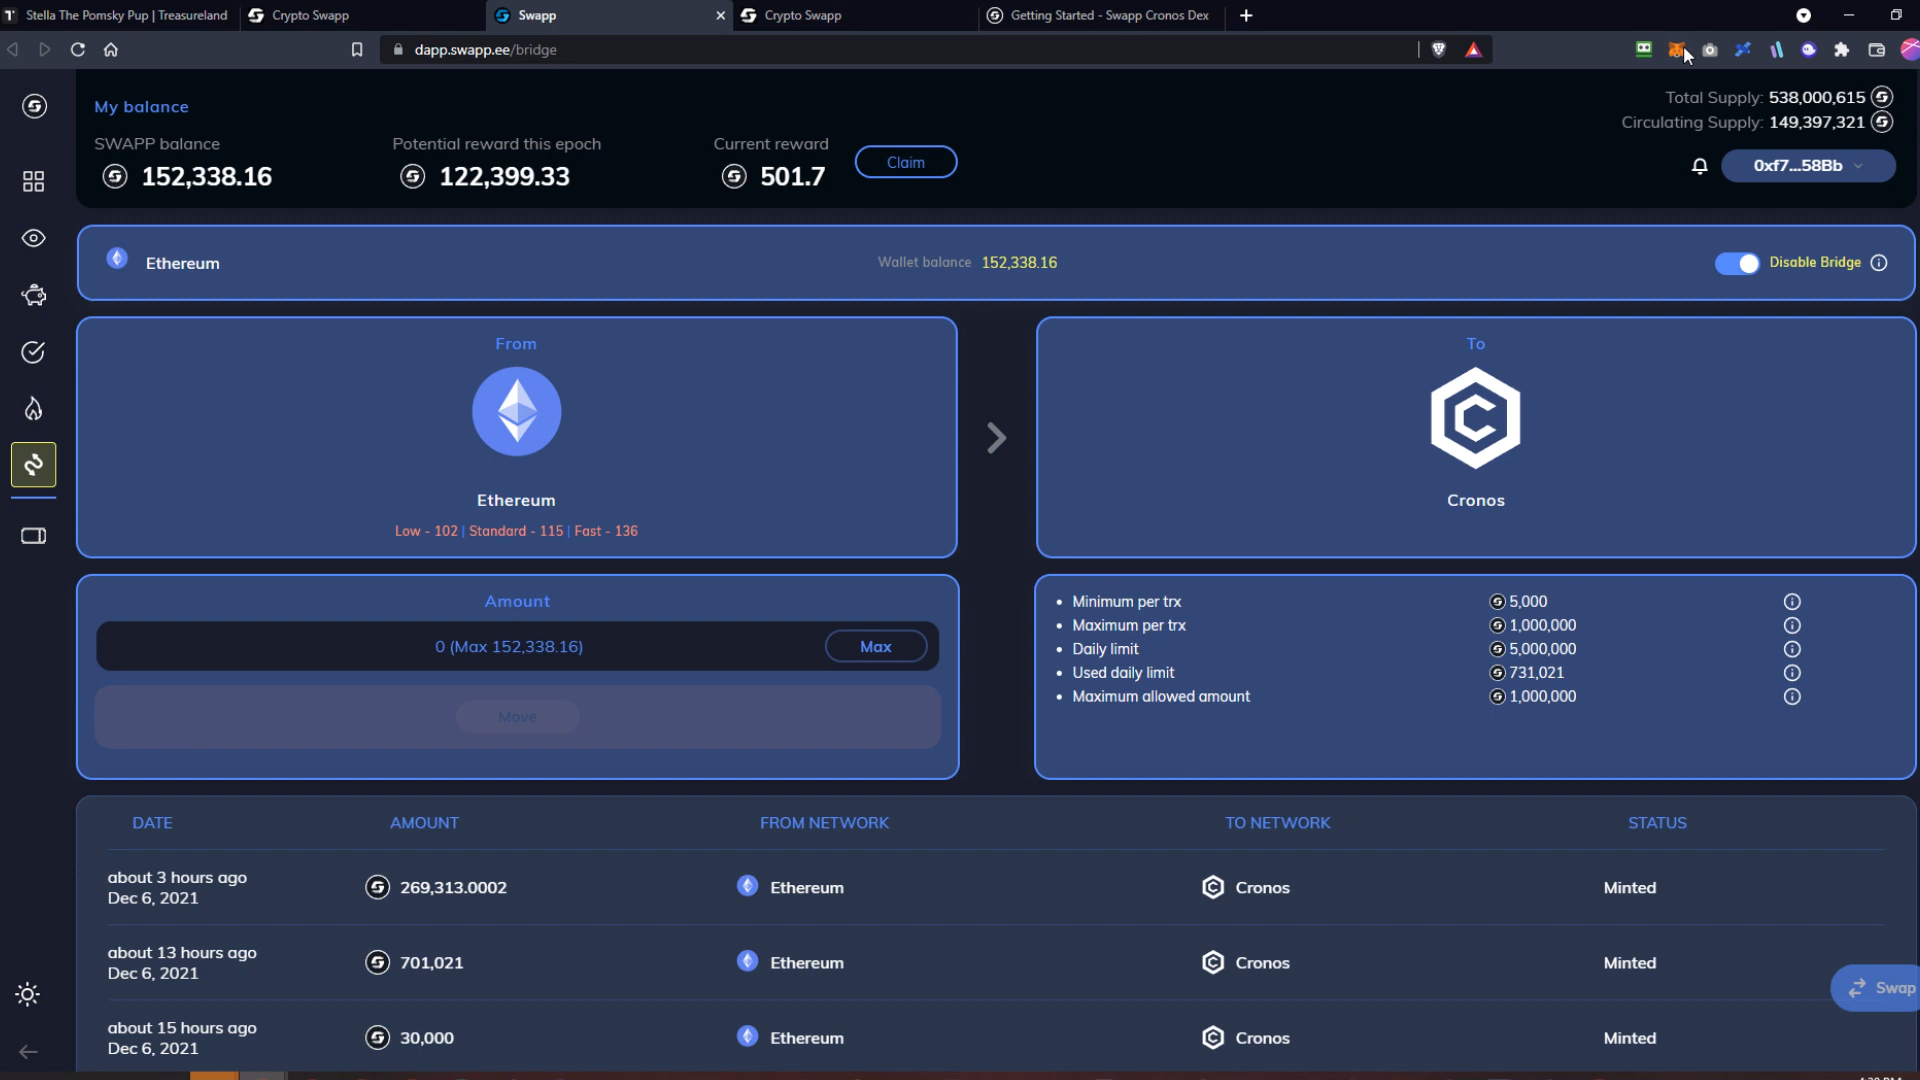 Stella The Pomsky Pup | Treasureland
Crypto Swapp
Swapp
Crypto Swapp
Getting Started - Swapp Cronos Dex
dapp.swapp.ee/bridge
My balance
SWAPP balance
152,338.16
Potential reward this epoch
122,399.33
Current reward
501.7
Claim
Total Supply: 538,000,615
Circulating Supply: 149,397,321
0xf7...58Bb
Ethereum
Wallet balance 152,338.16
Disable Bridge
From
Ethereum
Low - 102 | Standard - 115 | Fast - 136
To
Cronos
Amount
0 (Max 152,338.16)
Max
Move
Minimum per trx 5,000
Maximum per trx 1,000,000
Daily limit 5,000,000
Used daily limit 731,021
Maximum allowed amount 1,000,000
DATE AMOUNT FROM NETWORK TO NETWORK STATUS
about 3 hours ago
Dec 6, 2021
269,313.0002 Ethereum Cronos Minted
about 13 hours ago
Dec 6, 2021
701,021 Ethereum Cronos Minted
about 15 hours ago
Dec 6, 2021
30,000 Ethereum Cronos Minted
Swap